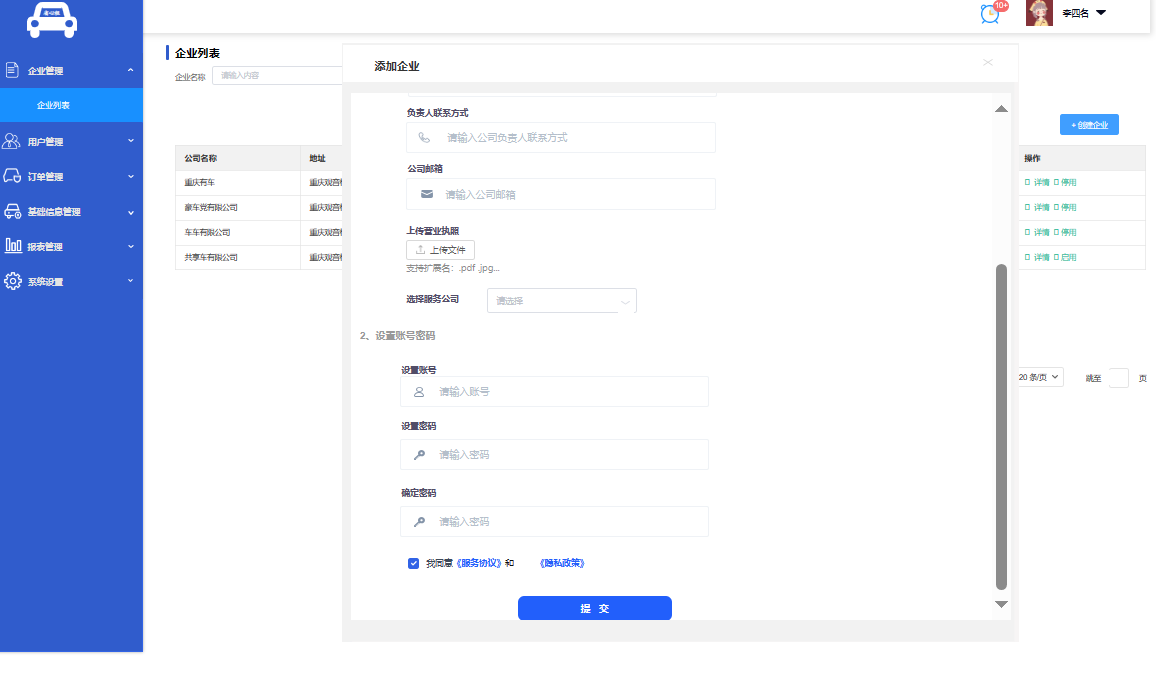 10+
李四名
企业管理
企业列表
用户管理
订单管理
基础信息管理
报表管理
系统设置
企业列表
企业名称
请输入内容
+创建企业
公司名称
地址
操作
重庆有车
重庆观音
详情
停用
豪车党有限公司
重庆观音
详情
停用
车车有限公司
重庆观音
详情
停用
共享车有限公司
重庆观音
详情
启用
20 条/页
跳至
页
添加企业
负责人联系方式
请输入公司负责人联系方式
公司邮箱
请输入公司邮箱
上传营业执照
上传文件
支持扩展名：.pdf .jpg...
选择服务公司
请选择
2、设置账号密码
设置账号
请输入账号
设置密码
请输入密码
确定密码
请输入密码
我同意《服务协议》和 《隐私政策》
提 交